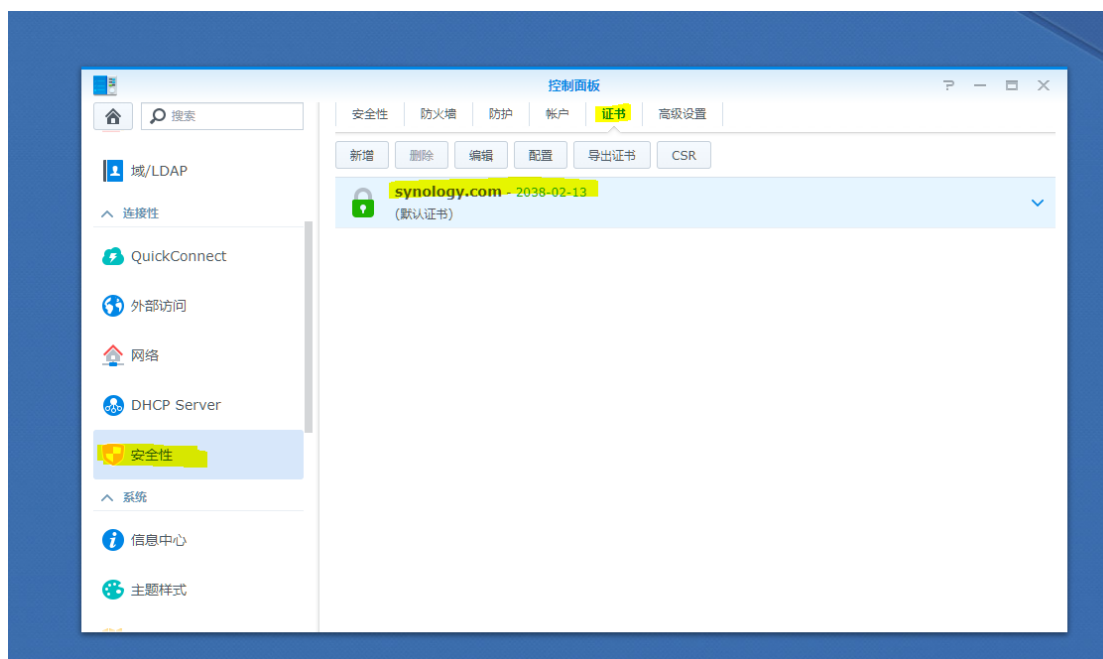 控制面板
搜索
安全性 防火墙 防护 帐户 证书 高级设置
新增 删除 编辑 配置 导出证书 CSR
域/LDAP
synology.com - 2038-02-13
(默认证书)
连接性
QuickConnect
外部访问
网络
DHCP Server
安全性
系统
信息中心
主题样式